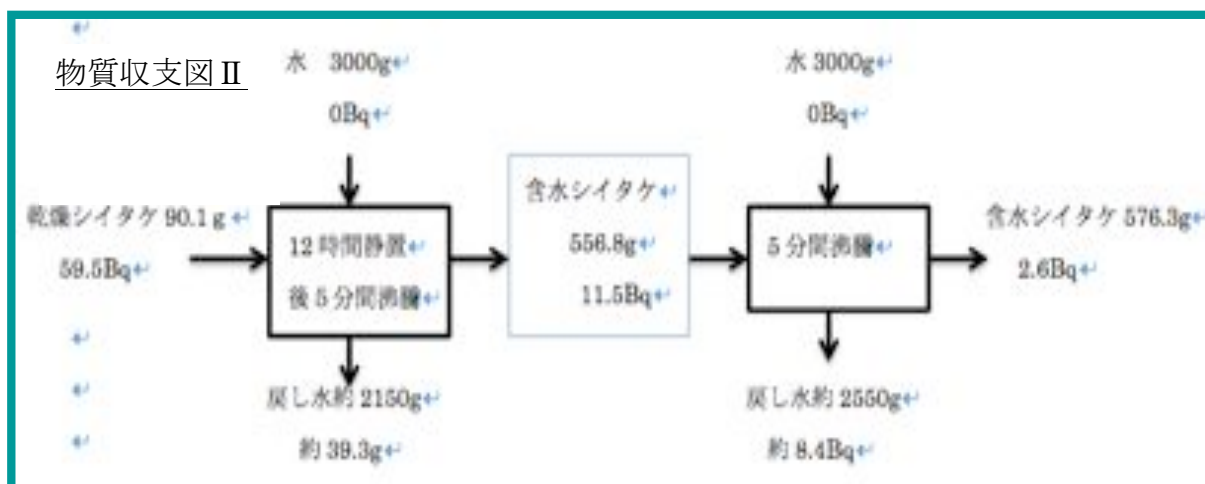 物質収支図Ⅱ
水 3000g↵
0Bq↵
水 3000g↵
0Bq↵
乾燥シイタケ 90.1 g ↵
59.5Bq↵
12 時間静置↵
後 5 分間沸騰↵
含水シイタケ↵
556.8g↵
11.5Bq↵
5 分間沸騰↵
含水シイタケ 576.3g↵
2.6Bq↵
戻し水約 2150g↵
約 39.3g↵
戻し水約 2550g↵
約 8.4Bq↵